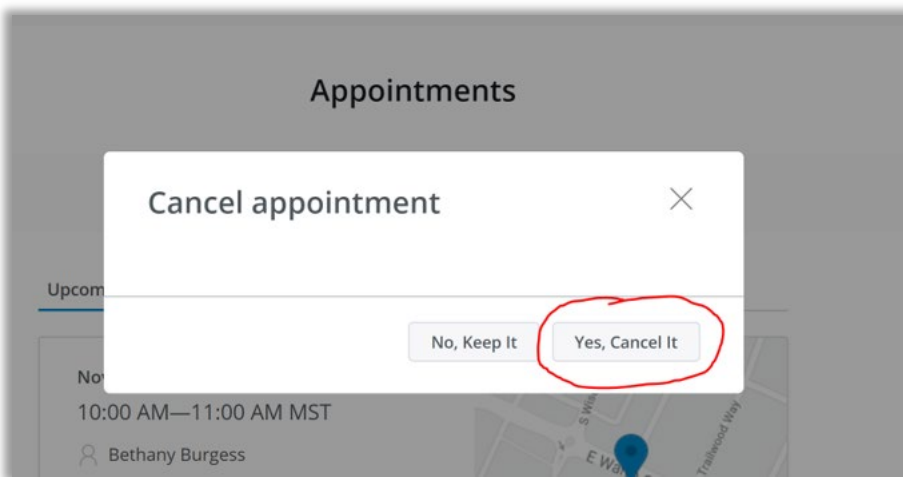 Appointments
Cancel appointment
Upcom
No, Keep It
Yes, Cancel It
10:00 AM—11:00 AM MST
Bethany Burgess
Trailwood Way